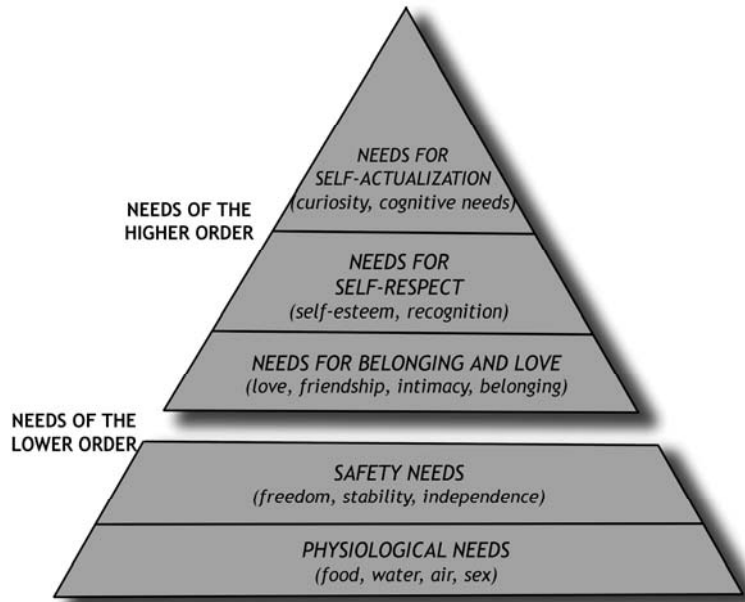 NEEDS FOR
SELF-ACTUALIZATION
(curiosity, cognitive needs)
NEEDS OF THE
HIGHER ORDER
NEEDS FOR
SELF-RESPECT
(self-esteem, recognition)
NEEDS FOR BELONGING AND LOVE
(love, friendship, intimacy, belonging)
NEEDS OF THE
LOWER ORDER
SAFETY NEEDS
(freedom, stability, independence)
PHYSIOLOGICAL NEEDS
(food, water, air, sex)